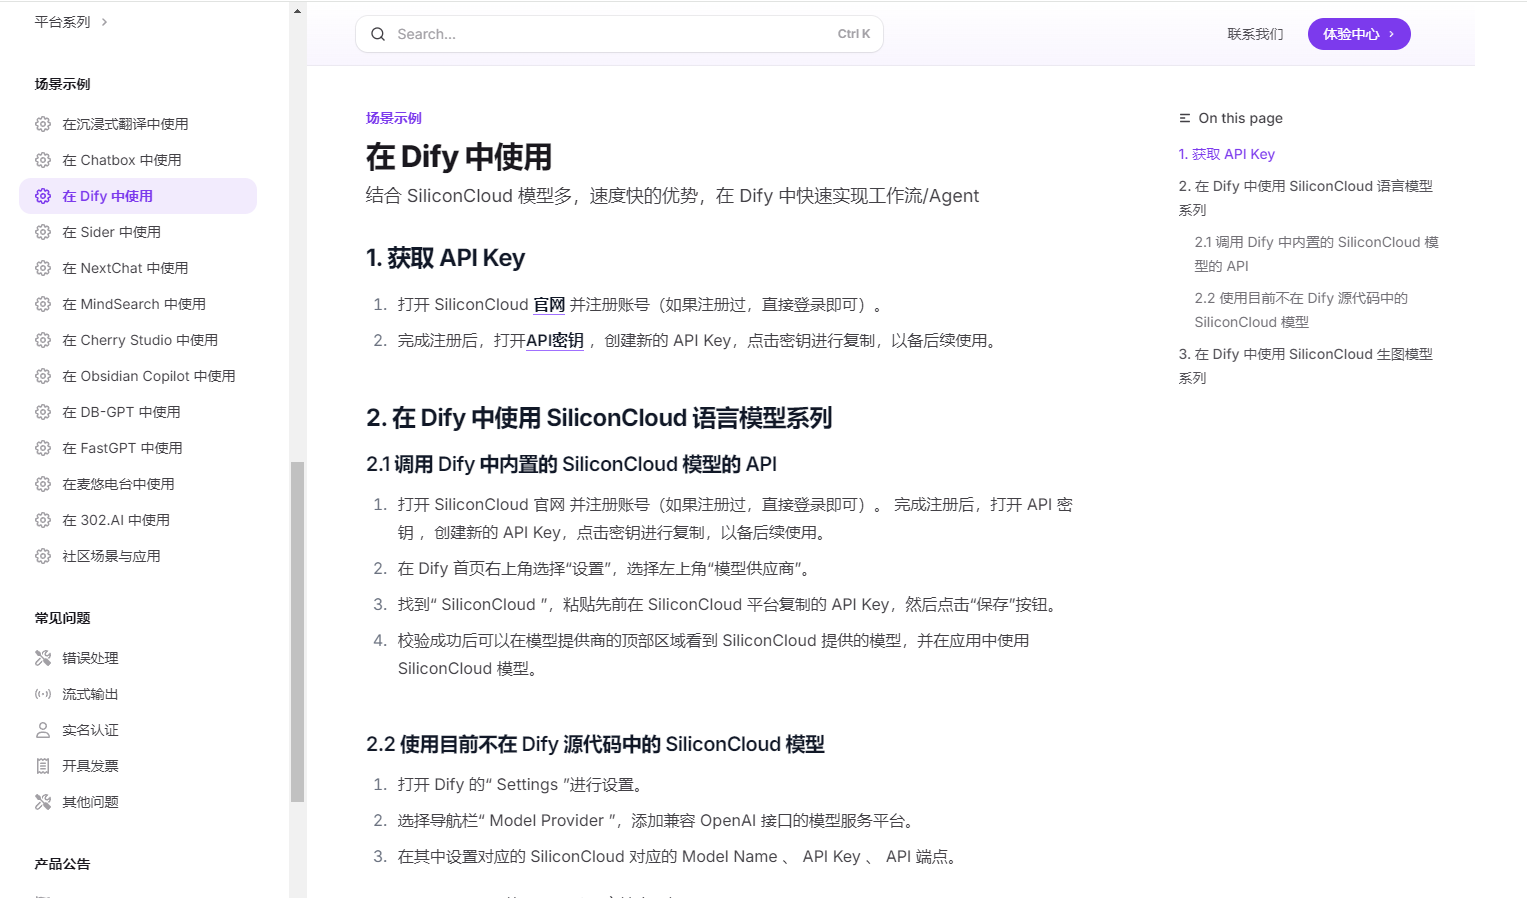 平台系列
场景示例
在沉浸式翻译中使用
在 Chatbox 中使用
在 Dify 中使用
在 Sider 中使用
在 NextChat 中使用
在 MindSearch 中使用
在 Cherry Studio 中使用
在 Obsidian Copilot 中使用
在 DB-GPT 中使用
在 FastGPT 中使用
在麦悠电台中使用
在 302.AI 中使用
社区场景与应用
常见问题
错误处理
流式输出
实名认证
开具发票
其他问题
产品公告
Search...
Ctrl K
联系我们
体验中心
场景示例
在 Dify 中使用
结合 SiliconCloud 模型多，速度快的优势，在 Dify 中快速实现工作流/Agent
1. 获取 API Key
1. 打开 SiliconCloud 官网 并注册账号（如果注册过，直接登录即可）。
2. 完成注册后，打开API密钥 ，创建新的 API Key，点击密钥进行复制，以备后续使用。
2. 在 Dify 中使用 SiliconCloud 语言模型系列
2.1 调用 Dify 中内置的 SiliconCloud 模型的 API
1. 打开 SiliconCloud 官网 并注册账号（如果注册过，直接登录即可）。 完成注册后，打开 API 密
钥 ，创建新的 API Key，点击密钥进行复制，以备后续使用。
2. 在 Dify 首页右上角选择“设置”，选择左上角“模型供应商”。
3. 找到“ SiliconCloud ”，粘贴先前在 SiliconCloud 平台复制的 API Key，然后点击“保存”按钮。
4. 校验成功后可以在模型提供商的顶部区域看到 SiliconCloud 提供的模型，并在应用中使用
SiliconCloud 模型。
2.2 使用目前不在 Dify 源代码中的 SiliconCloud 模型
1. 打开 Dify 的“ Settings ”进行设置。
2. 选择导航栏“ Model Provider ”，添加兼容 OpenAI 接口的模型服务平台。
3. 在其中设置对应的 SiliconCloud 对应的 Model Name 、 API Key 、 API 端点。
On this page
1. 获取 API Key
2. 在 Dify 中使用 SiliconCloud 语言模型
系列
2.1 调用 Dify 中内置的 SiliconCloud 模
型的 API
2.2 使用目前不在 Dify 源代码中的
SiliconCloud 模型
3. 在 Dify 中使用 SiliconCloud 生图模型
系列